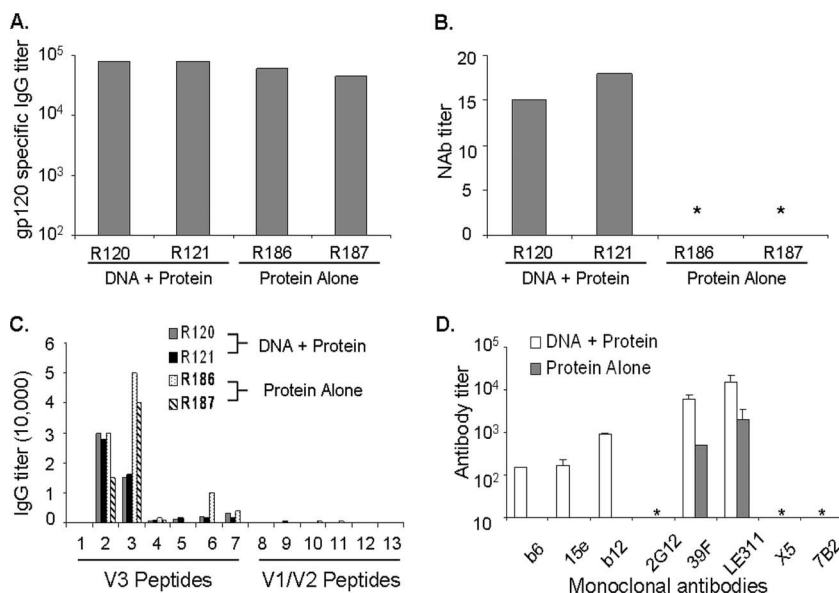 A.
gp120 specific IgG titer
10^5
10^4
10^3
10^2
R120 R121 R186 R187
DNA + Protein Protein Alone
B.
NAb titer
20
15
10
5
0
* *
R120 R121 R186 R187
DNA + Protein Protein Alone
C.
IgG titer (10,000)
6
5
4
3
2
1
0
R120
R121
DNA + Protein
R186
R187
Protein Alone
1 2 3 4 5 6 7 8 9 10 11 12 13
V3 Peptides V1/V2 Peptides
D.
Antibody titer
10^5
10^4
10^3
10^2
10
DNA + Protein
Protein Alone
* * *
b6 15e b12 2G12 39F LE311 X5 7B2
Monoclonal antibodies